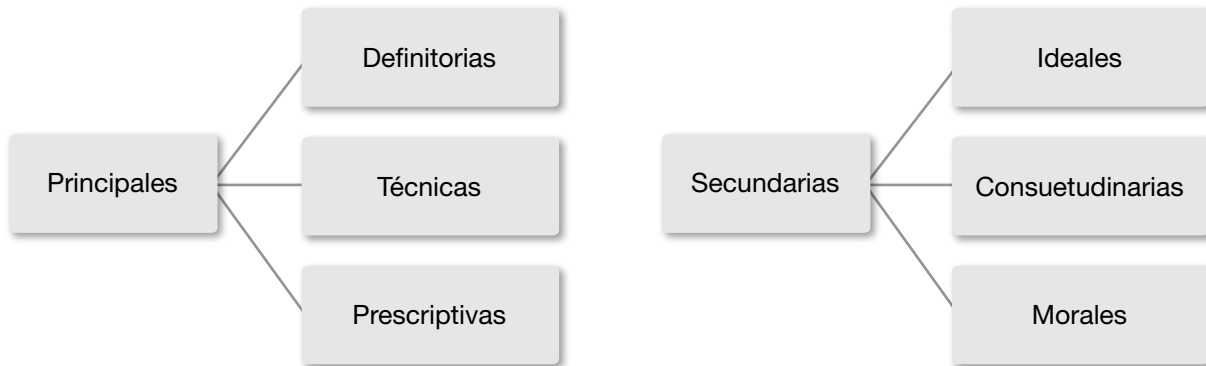 Principales
Definitorias
Técnicas
Prescriptivas
Secundarias
Ideales
Consuetudinarias
Morales